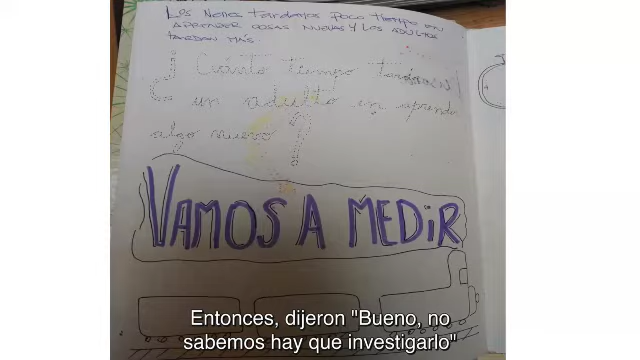 Los Nenes tardamos poco tiempo en
aprender cosas nuevas y los adultos
tardan más.
¿Cuánto tiempo tardará
un adulto en aprender
algo nuevo?
VAMOS A MEDIR
Entonces, dijeron "Bueno, no
sabemos hay que investigarlo"